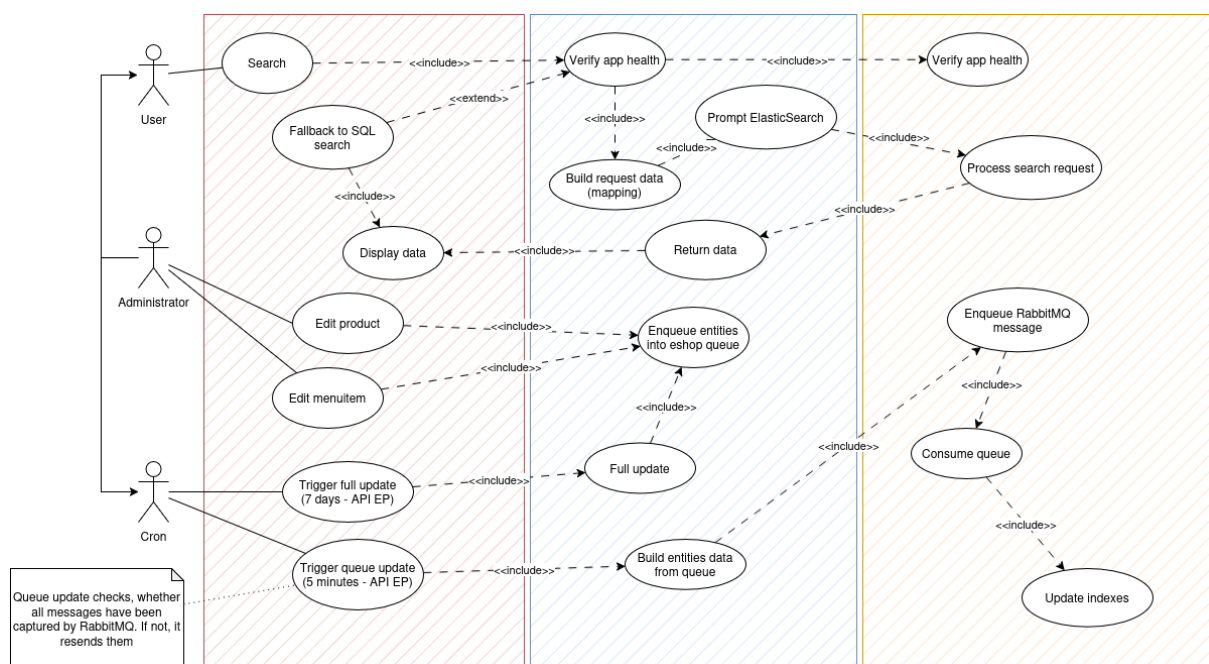 Search
<<include>>
Verify app health
<<include>>
Verify app health
User
<<extend>>
Fallback to SQL
search
<<include>>
Prompt ElasticSearch
<<include>>
<<include>>
Process search request
Build request data
(mapping)
<<include>>
<<include>>
Display data
<<include>>
Return data
Administrator
Edit product
<<include>>
Enqueue entities
into eshop queue
Enqueue RabbitMQ
message
<<include>>
Edit menuitem
<<include>>
<<include>>
<<include>>
Consume queue
Trigger full update
(7 days - API EP)
<<include>>
Full update
Cron
<<include>>
Trigger queue update
(5 minutes - API EP)
<<include>>
Build entities data
from queue
Update indexes
Queue update checks, whether
all messages have been
captured by RabbitMQ. If not, it
resends them